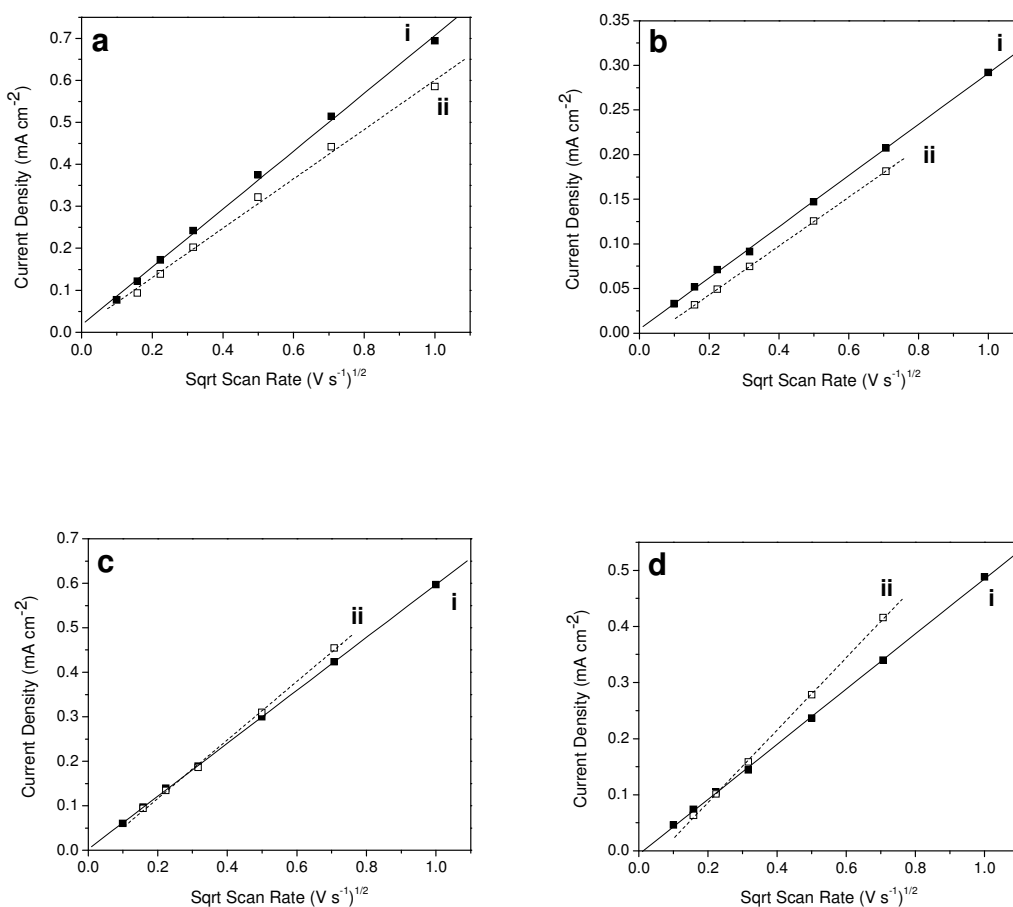 a
i
ii
Current Density (mA cm⁻²)
0.7
0.6
0.5
0.4
0.3
0.2
0.1
0.0
0.0 0.2 0.4 0.6 0.8 1.0
Sqrt Scan Rate (V s⁻¹)¹/²
b
i
ii
Current Density (mA cm⁻²)
0.35
0.30
0.25
0.20
0.15
0.10
0.05
0.00
0.0 0.2 0.4 0.6 0.8 1.0
Sqrt Scan Rate (V s⁻¹)¹/²
c
ii
i
Current Density (mA cm⁻²)
0.7
0.6
0.5
0.4
0.3
0.2
0.1
0.0
0.0 0.2 0.4 0.6 0.8 1.0
Sqrt Scan Rate (V s⁻¹)¹/²
d
ii
i
Current Density (mA cm⁻²)
0.5
0.4
0.3
0.2
0.1
0.0
0.0 0.2 0.4 0.6 0.8 1.0
Sqrt Scan Rate (V s⁻¹)¹/²